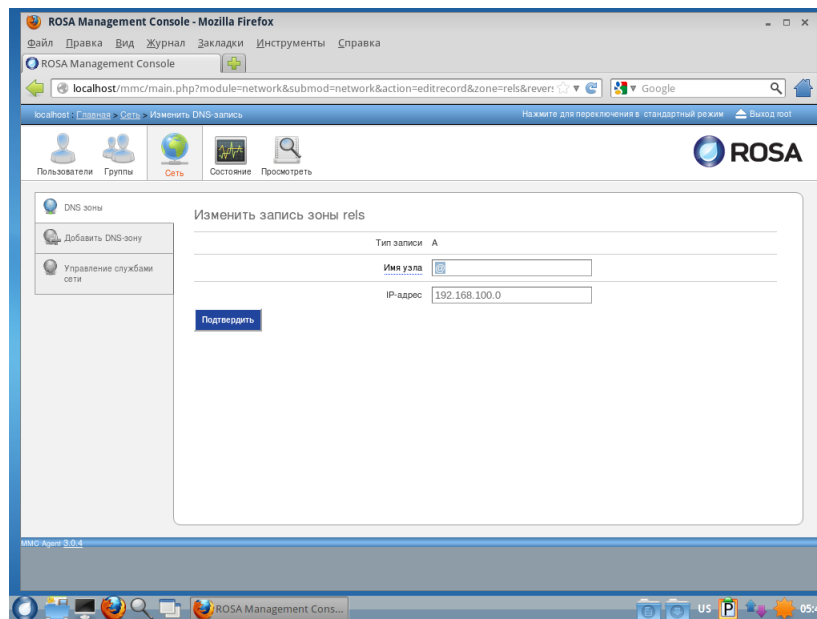 ROSA Management Console - Mozilla Firefox
Файл Правка Вид Журнал Закладки Инструменты Справка
ROSA Management Console
localhost/mmc/main.php?module=network&submod=network&action=editrecord&zone=rels&revers
Google
localhost : Главная > Сеть > Изменить DNS-запись
Нажмите для переключения в стандартный режим
Выход root
Пользователи Группы Сеть Состояние Просмотреть
ROSA
DNS зоны
Добавить DNS-зону
Управление службами
сети
Изменить запись зоны rels
Тип записи A
Имя узла @
IP-адрес 192.168.100.0
Подтвердить
MMC Agent 3.0.4
ROSA Management Cons...
US
P
05:4